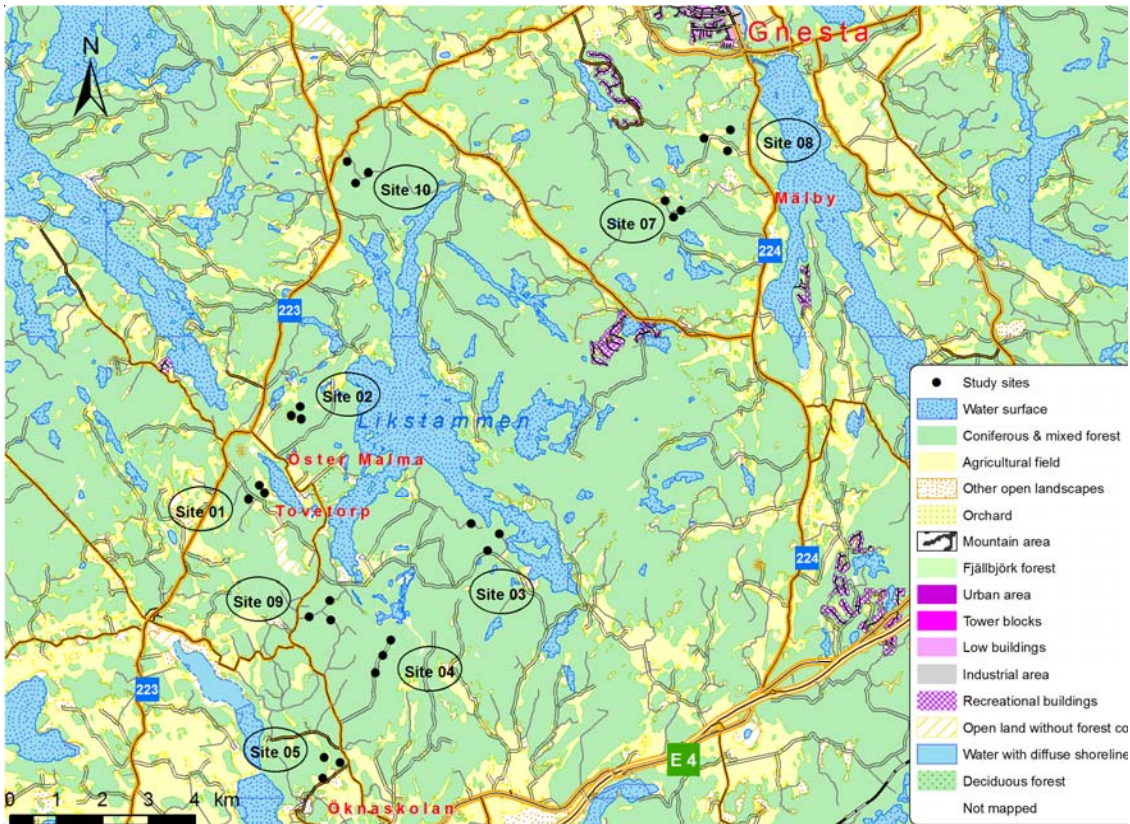 Gnesta
N
Site 08
Site 10
Mälby
Site 07
224
223
Site 02
Likstammen
Öster Malma
Site 01
Tovetorp
224
Site 03
Site 09
Site 04
223
Site 05
E 4
0 1 2 3 4 km
Öknaskolan
Study sites
Water surface
Coniferous & mixed forest
Agricultural field
Other open landscapes
Orchard
Mountain area
Fjällbjörk forest
Urban area
Tower blocks
Low buildings
Industrial area
Recreational buildings
Open land without forest co
Water with diffuse shoreline
Deciduous forest
Not mapped